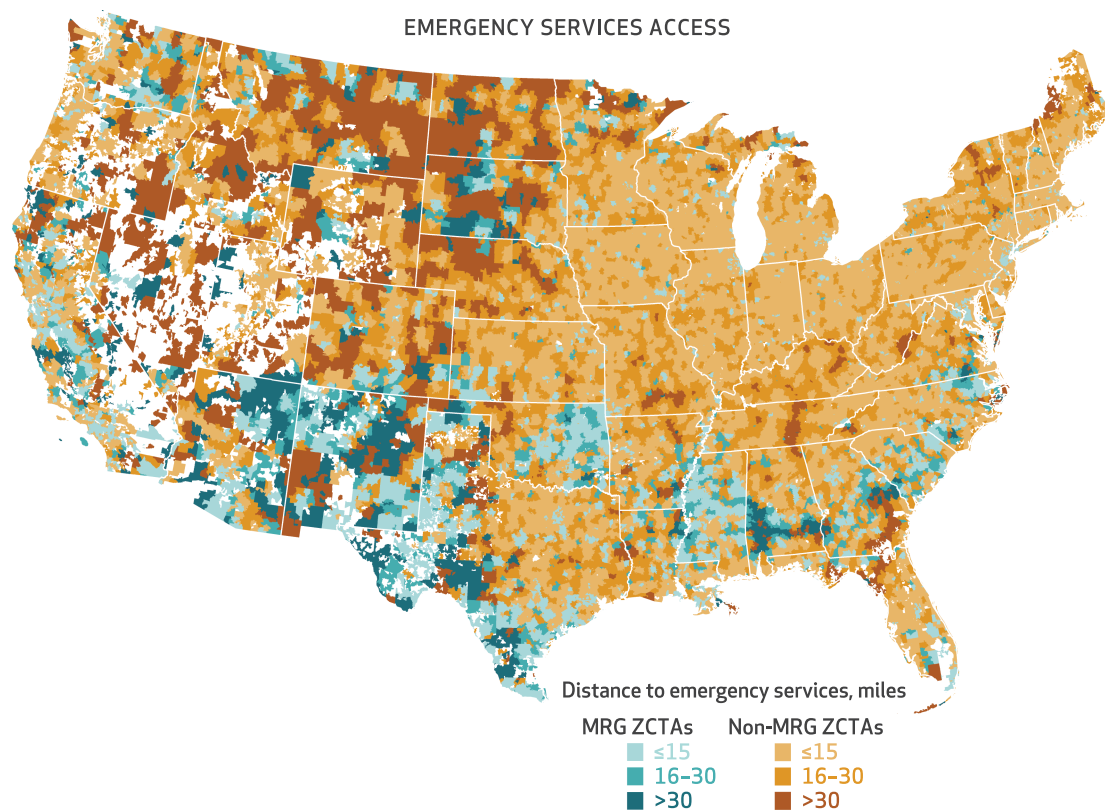 EMERGENCY SERVICES ACCESS
Distance to emergency services, miles
MRG ZCTAs Non-MRG ZCTAs
≤15 ≤15
16–30 16–30
>30 >30